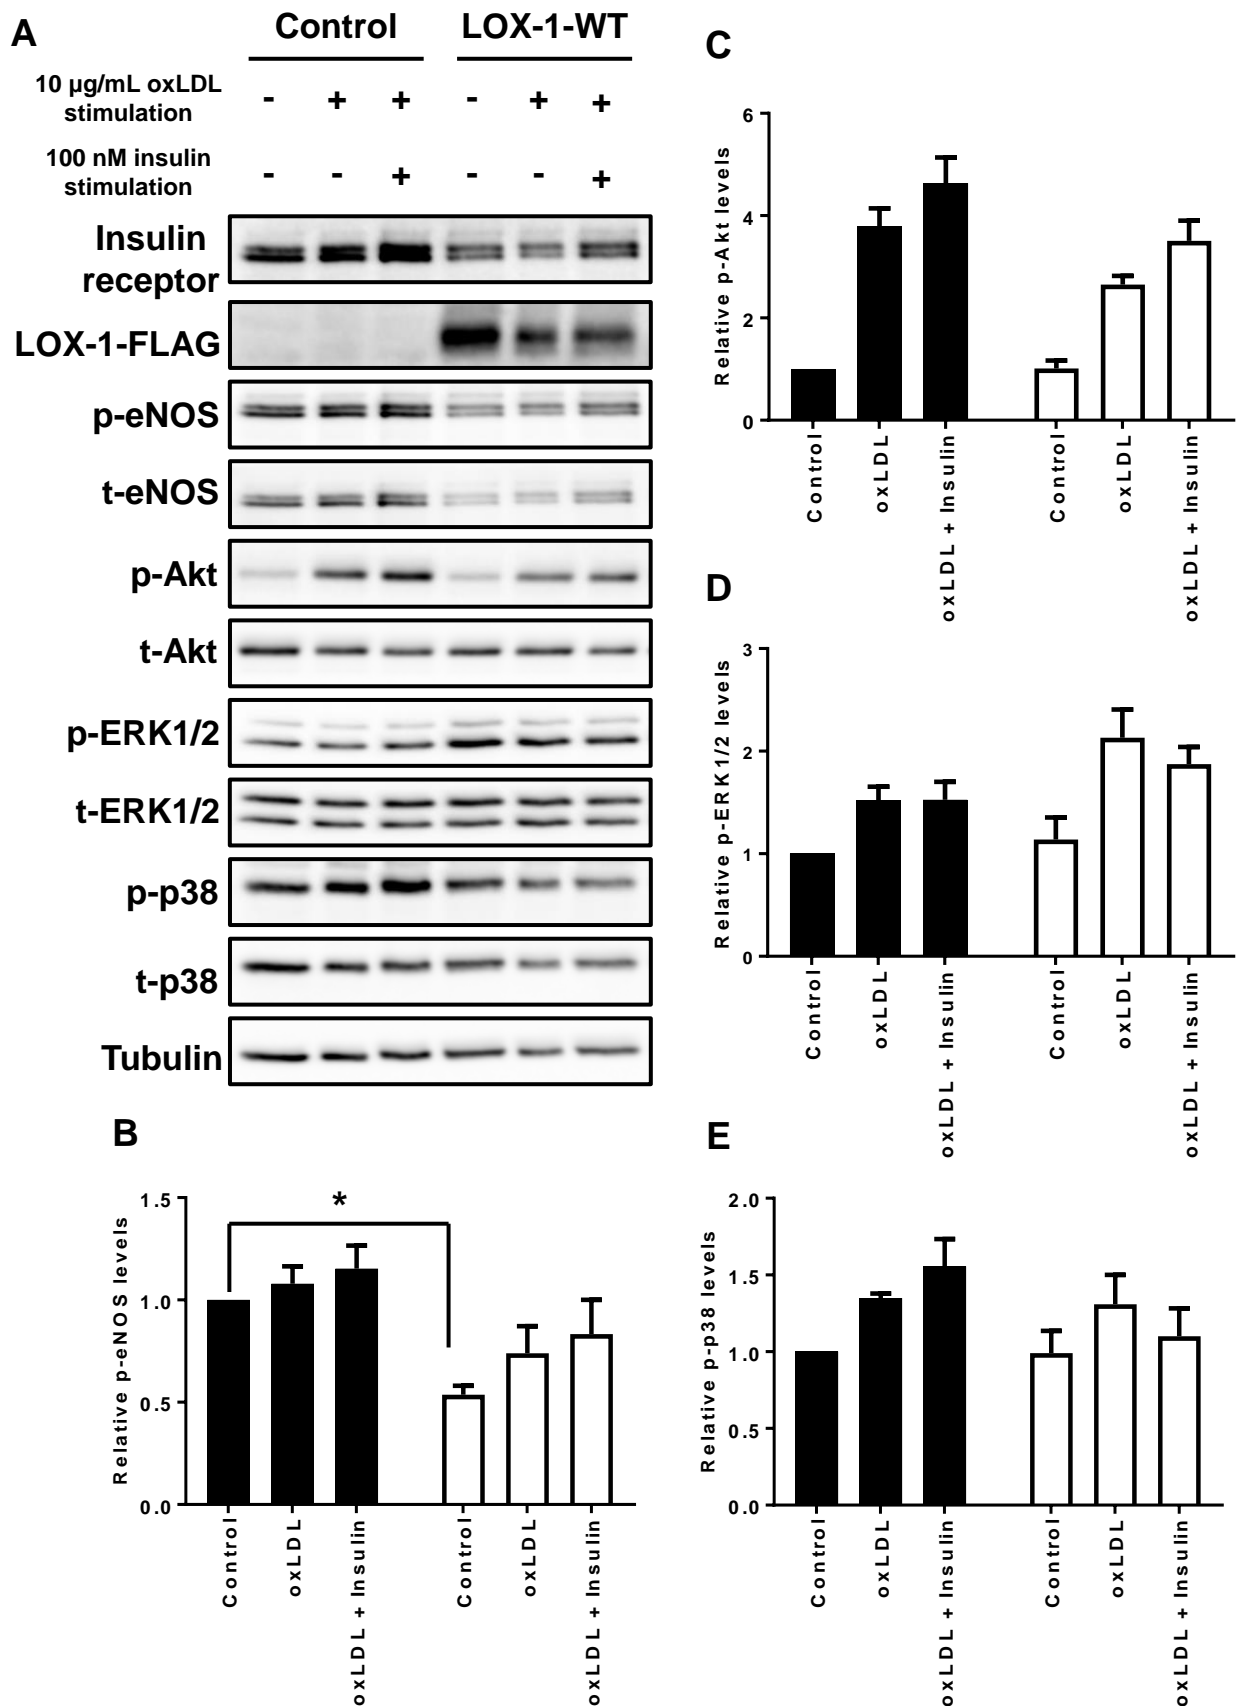 A
Control
LOX-1-WT
10 µg/mL oxLDL
stimulation
- + + - + +
100 nM insulin
stimulation
- - + - - +
Insulin
receptor
LOX-1-FLAG
p-eNOS
t-eNOS
p-Akt
t-Akt
p-ERK1/2
t-ERK1/2
p-p38
t-p38
Tubulin
B
Relative p-eNOS levels
1.5
1.0
0.5
0.0
*
Control
oxLDL
oxLDL + Insulin
Control
oxLDL
oxLDL + Insulin
C
Relative p-Akt levels
6
4
2
0
Control
oxLDL
oxLDL + Insulin
Control
oxLDL
oxLDL + Insulin
D
Relative p-ERK1/2 levels
3
2
1
0
Control
oxLDL
oxLDL + Insulin
Control
oxLDL
oxLDL + Insulin
E
Relative p-p38 levels
2.0
1.5
1.0
0.5
0.0
Control
oxLDL
oxLDL + Insulin
Control
oxLDL
oxLDL + Insulin